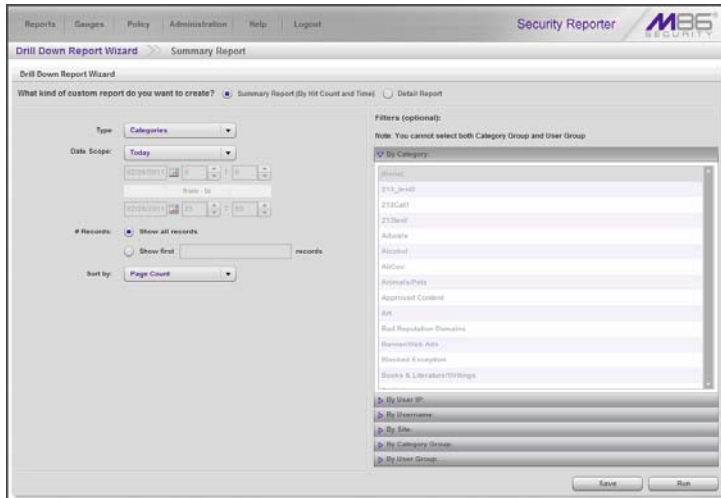 Reports Gauges Policy Administration Help Logout
Security Reporter
M86
SECURITY
Drill Down Report Wizard Summary Report
Drill Down Report Wizard
What kind of custom report do you want to create? Summary Report (By Hit Count and Time) Detail Report
Type Categories
Date Scope: Today
from - to
# Records: Show all records
Show first records
Sort by: Page Count
Filters (optional):
Note: You cannot select both Category Group and User Group
By Category:
213Cat1
Alcohol
Animals/Pets
Approved Content
Art
Bad Reputation Domains
Banner/Web Ads
Blocked Exception
Books & Literature/Writings
By User IP:
By Username:
By Site:
By Category Group:
By User Group:
Save Run